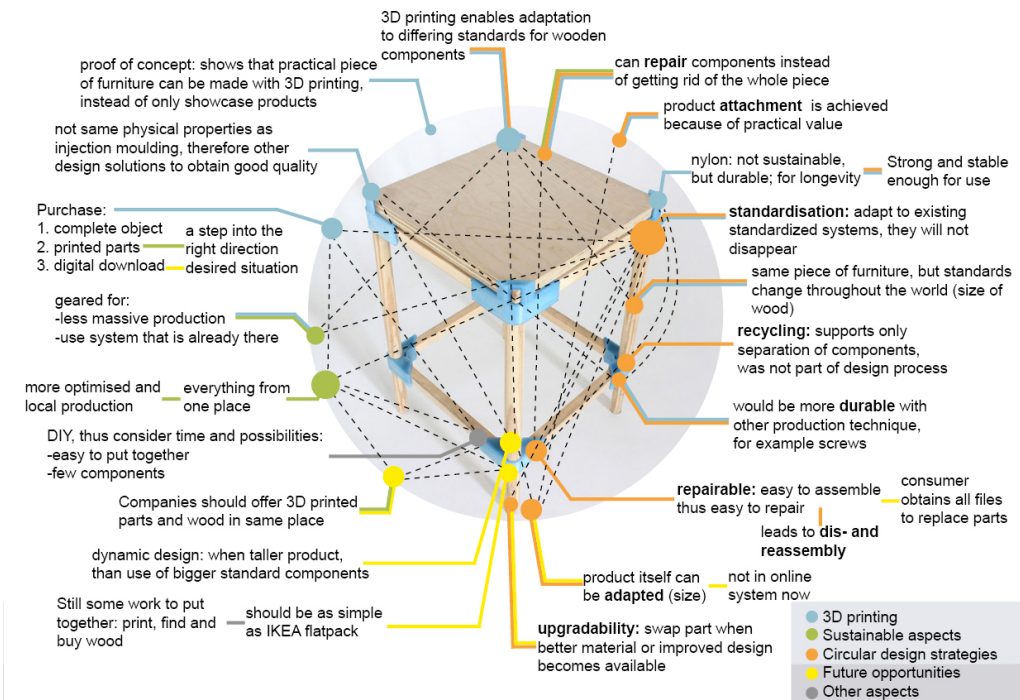 3D printing enables adaptation
to differing standards for wooden
components
proof of concept: shows that practical piece
of furniture can be made with 3D printing,
instead of only showcase products
can repair components instead
of getting rid of the whole piece
product attachment is achieved
because of practical value
not same physical properties as
injection moulding, therefore other
design solutions to obtain good quality
nylon: not sustainable,
but durable; for longevity
Strong and stable
enough for use
Purchase:
1. complete object
2. printed parts
3. digital download
a step into the
right direction
desired situation
standardisation: adapt to existing
standardized systems, they will not
disappear
same piece of furniture, but standards
change throughout the world (size of
wood)
geared for:
-less massive production
-use system that is already there
recycling: supports only
separation of components,
was not part of design process
more optimised and
local production
everything from
one place
would be more durable with
other production technique,
for example screws
DIY, thus consider time and possibilities:
-easy to put together
-few components
Companies should offer 3D printed
parts and wood in same place
repairable: easy to assemble
thus easy to repair
consumer
obtains all files
to replace parts
leads to dis- and
reassembly
dynamic design: when taller product,
than use of bigger standard components
product itself can
be adapted (size)
not in online
system now
Still some work to put
together: print, find and
buy wood
should be as simple
as IKEA flatpack
upgradability: swap part when
better material or improved design
becomes available
3D printing
Sustainable aspects
Circular design strategies
Future opportunities
Other aspects